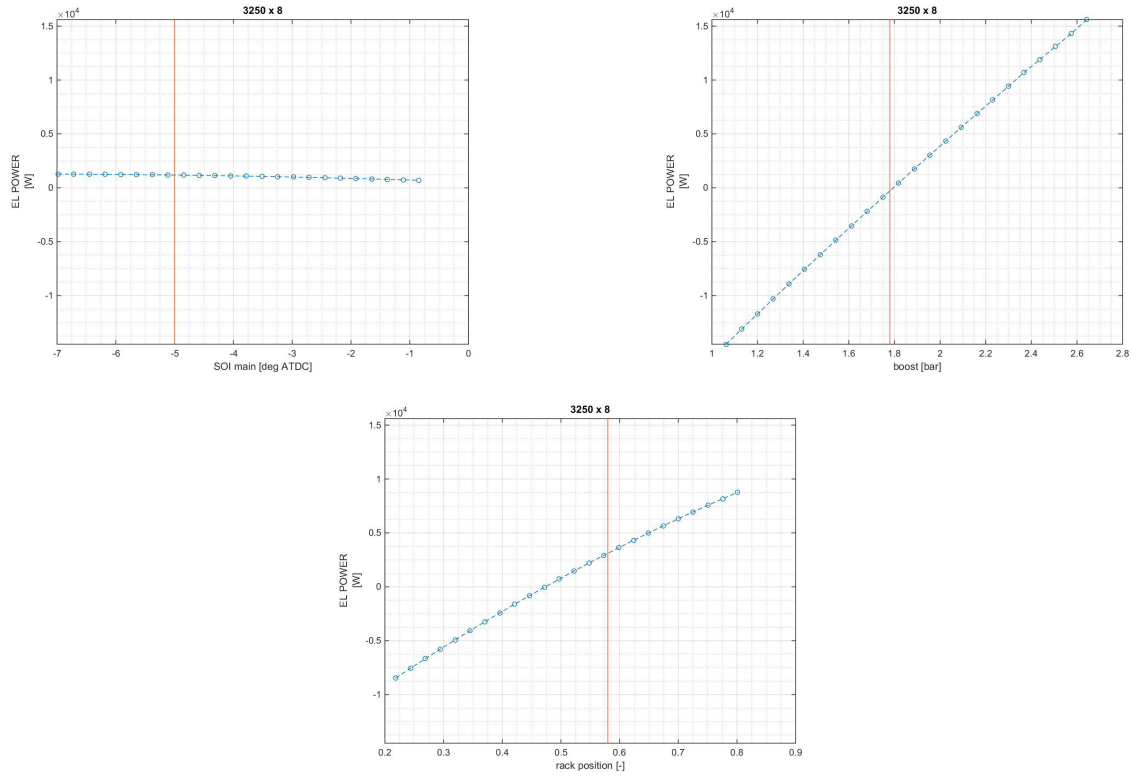 3250 x 8
×10⁴
1.5
1
0.5
0
-0.5
-1
EL POWER
[W]
-7 -6 -5 -4 -3 -2 -1 0
SOI main [deg ATDC]
3250 x 8
×10⁴
1.5
1
0.5
0
-0.5
-1
EL POWER
[W]
1 1.2 1.4 1.6 1.8 2 2.2 2.4 2.6 2.8
boost [bar]
3250 x 8
×10⁴
1.5
1
0.5
0
-0.5
-1
EL POWER
[W]
0.2 0.3 0.4 0.5 0.6 0.7 0.8 0.9
rack position [-]